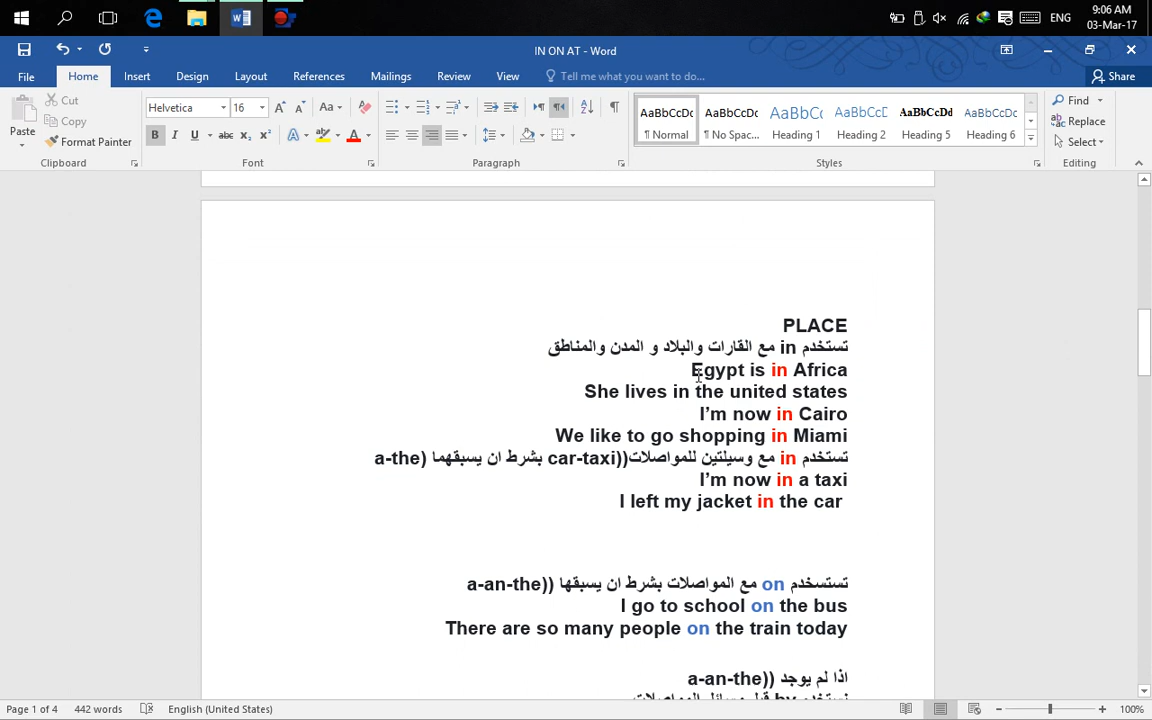 9:06 AM
ENG
03-Mar-17
IN ON AT - Word
File
Home
Insert
Design
Layout
References
Mailings
Review
View
Tell me what you want to do...
Share
Paste
Cut
Copy
Format Painter
Clipboard
Helvetica
16
Font
Paragraph
AaBbCcDc
¶ Normal
AaBbCcDc
¶ No Spac...
AaBbCc
Heading 1
AaBbCcE
Heading 2
AaBbCcDd
Heading 5
AaBbCcDc
Heading 6
Styles
Find
Replace
Select
Editing
PLACE
تستخدم in مع القارات والبلاد و المدن والمناطق
Egypt is in Africa
She lives in the united states
I'm now in Cairo
We like to go shopping in Miami
تستخدم in مع وسيلتين للمواصلات((car-taxi بشرط ان يسبقهما (a-the
I'm now in a taxi
I left my jacket in the car
تستسخدم on مع المواصلات بشرط ان يسبقها ((a-an-the
I go to school on the bus
There are so many people on the train today
اذا لم يوجد ((a-an-the
نستخدم by قبل وسائل المواصلات
Page 1 of 4
442 words
English (United States)
100%